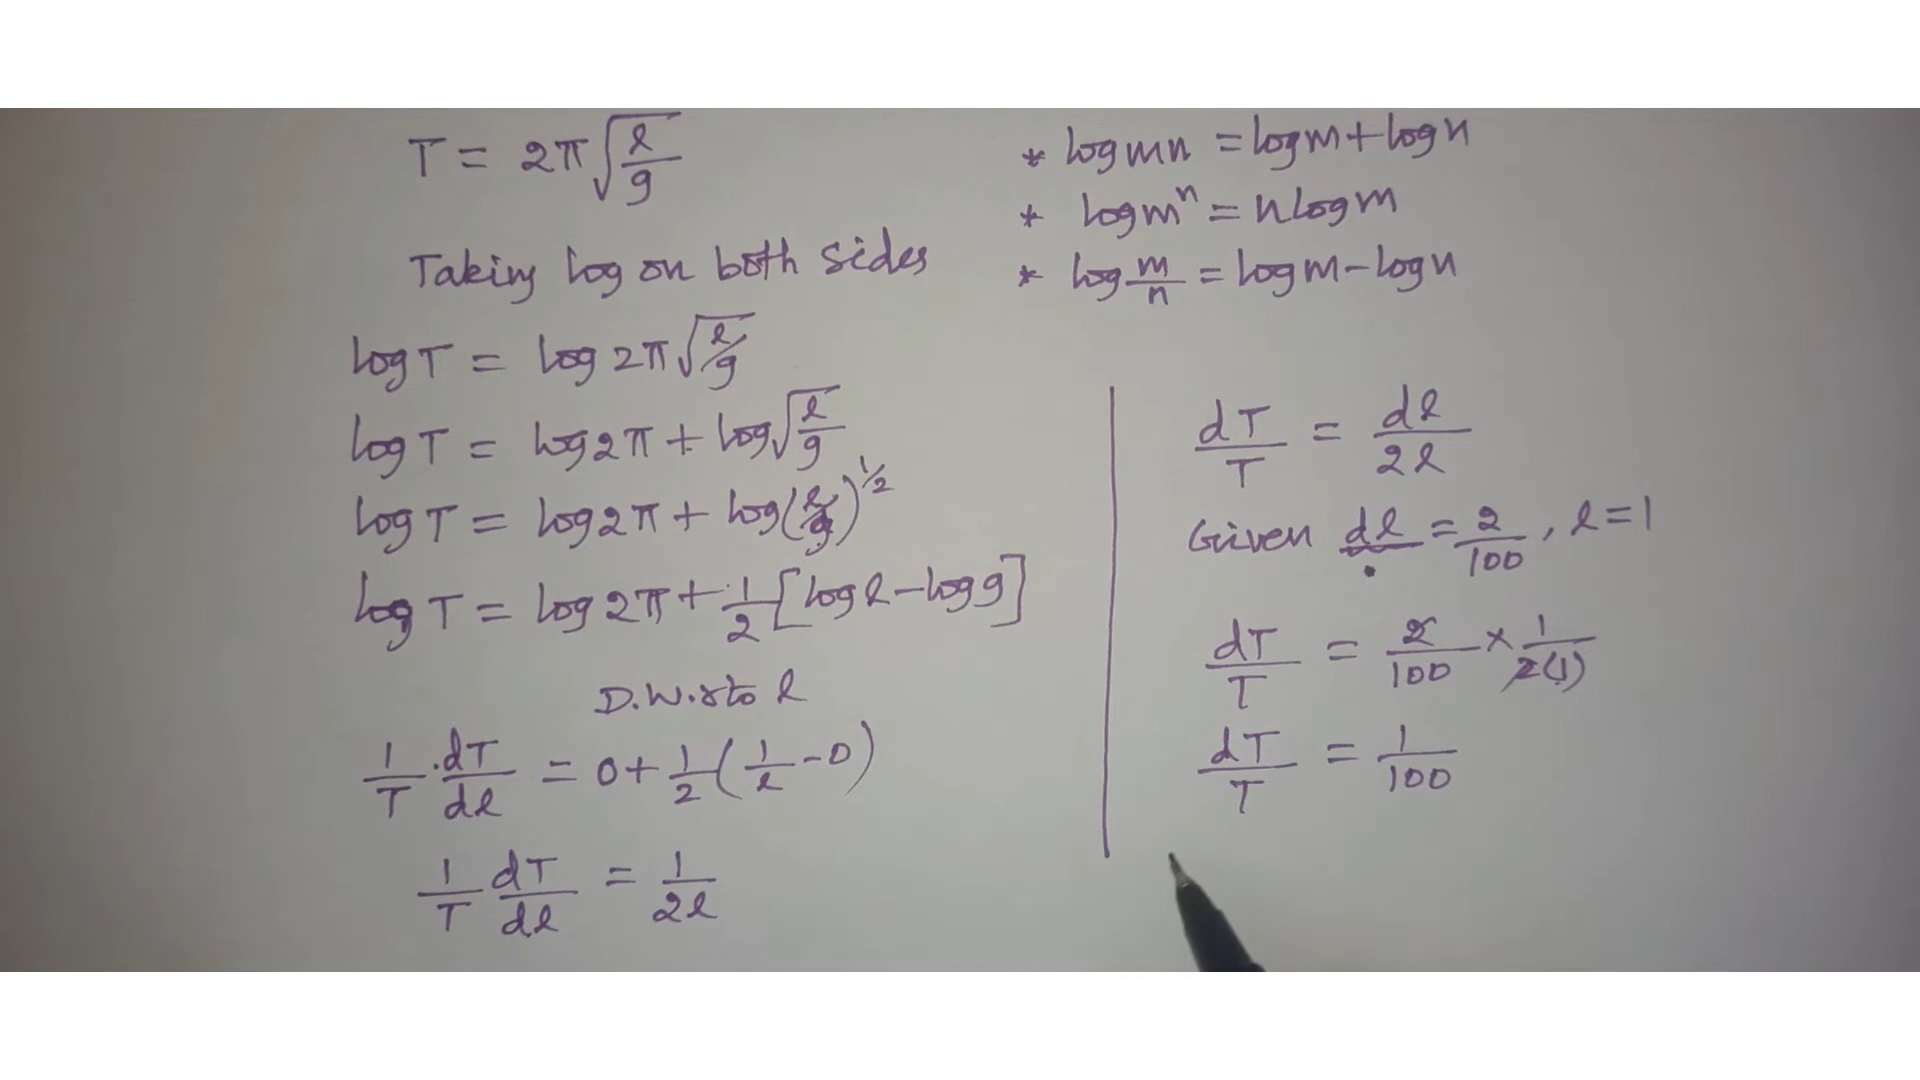 T = 2π√(l/g)
Taking log on both sides
log T = log 2π√(l/g)
log T = log 2π + log√(l/g)
log T = log 2π + log(l/g)^1/2
log T = log 2π + 1/2 [log l - log g]
D.W.r.to l
1/T . dT/dl = 0 + 1/2 (1/l - 0)
1/T dT/dl = 1/2l
* log mn = log m + log n
* log m^n = n log m
* log m/n = log m - log n
dT/T = dl/2l
Given dl = 2/100, l = 1
dT/T = 2/100 × 1/2(1)
dT/T = 1/100